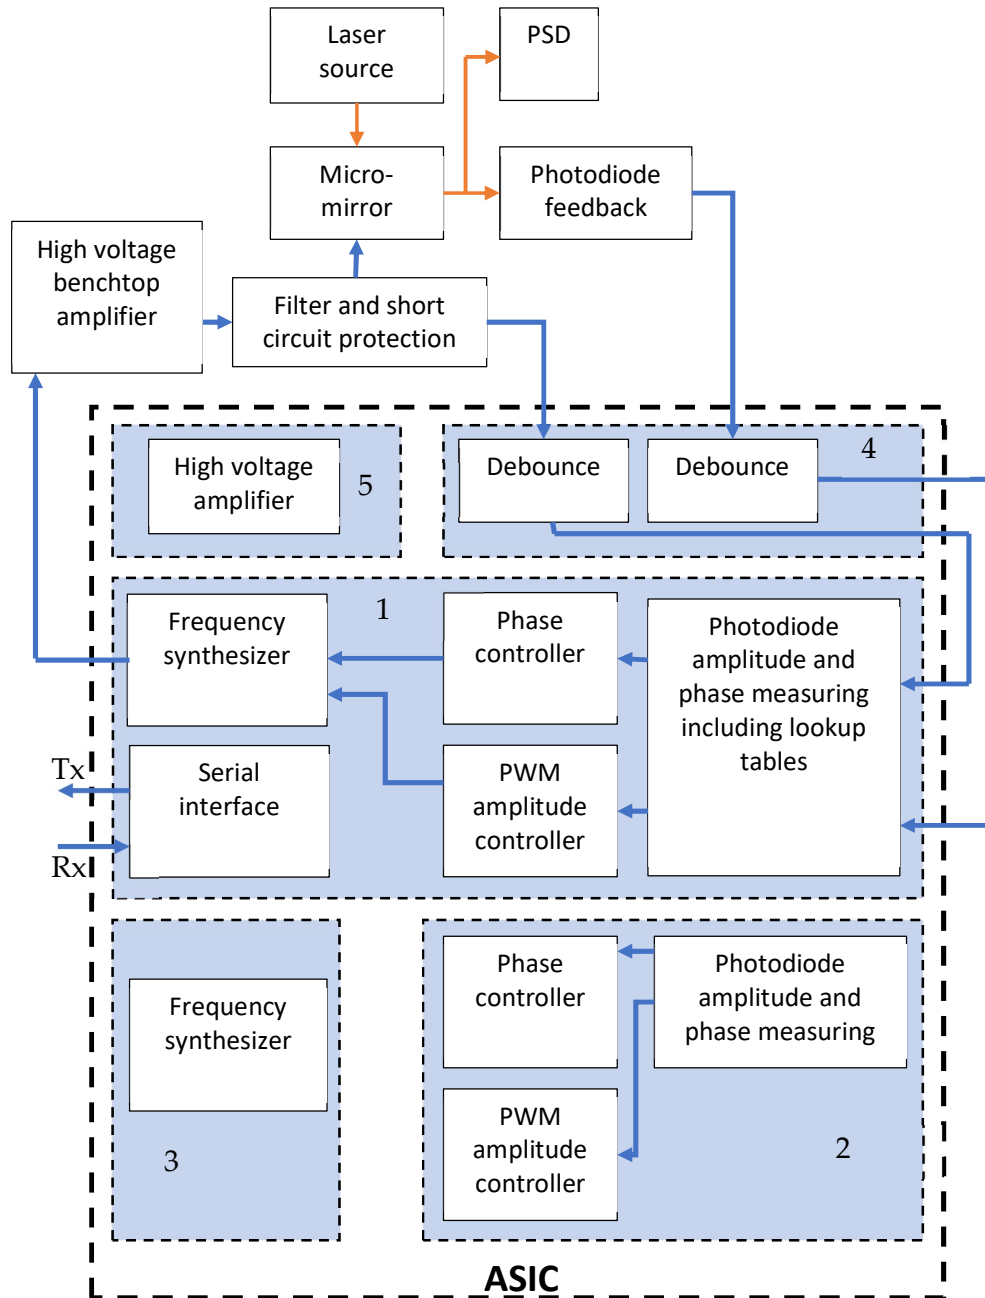 Laser
source
PSD
Micro-
mirror
Photodiode
feedback
High voltage
benchtop
amplifier
Filter and short
circuit protection
High voltage
amplifier
5
Debounce
Debounce
4
1
Frequency
synthesizer
Phase
controller
Photodiode
amplitude and
phase measuring
including lookup
tables
Tx
Rx
Serial
interface
PWM
amplitude
controller
Frequency
synthesizer
3
Phase
controller
Photodiode
amplitude and
phase measuring
PWM
amplitude
controller
2
ASIC